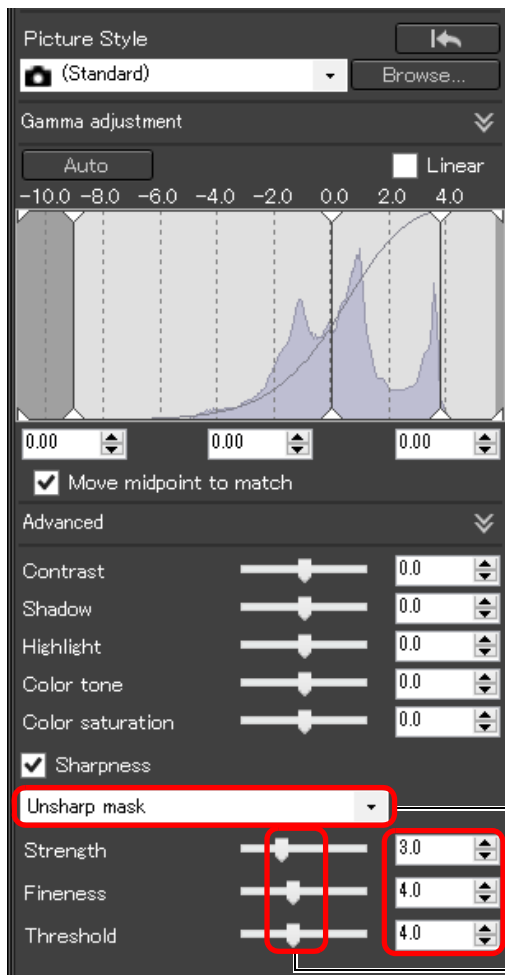 Picture Style
(Standard)
Browse...
Gamma adjustment
Auto
Linear
-10.0 -8.0 -6.0 -4.0 -2.0 0.0 2.0 4.0
0.00 0.00 0.00
Move midpoint to match
Advanced
Contrast 0.0
Shadow 0.0
Highlight 0.0
Color tone 0.0
Color saturation 0.0
Sharpness
Unsharp mask
Strength 3.0
Fineness 4.0
Threshold 4.0